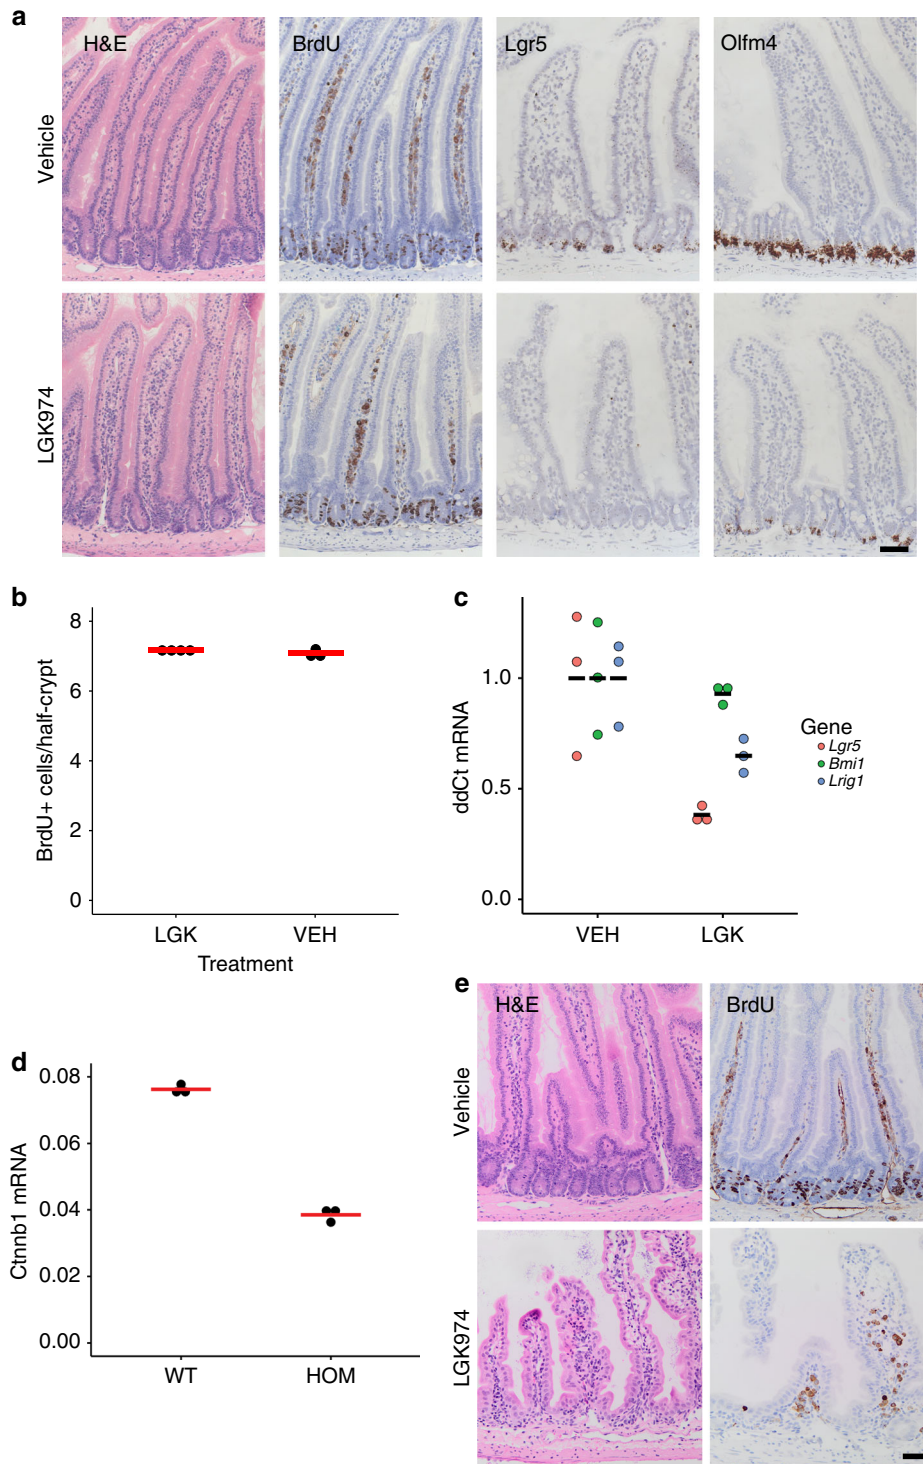 a
H&E
BrdU
Lgr5
Olfm4
Vehicle
LGK974
b
BrdU+ cells/half-crypt
8
6
4
2
0
LGK
VEH
Treatment
c
ddCt mRNA
1.0
0.5
0.0
VEH
LGK
Gene
Lgr5
Bmi1
Lrig1
d
Ctnnb1 mRNA
0.08
0.06
0.04
0.02
0.00
WT
HOM
e
H&E
BrdU
Vehicle
LGK974